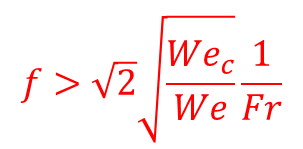 f > √2 √(We_c / We) 1/Fr